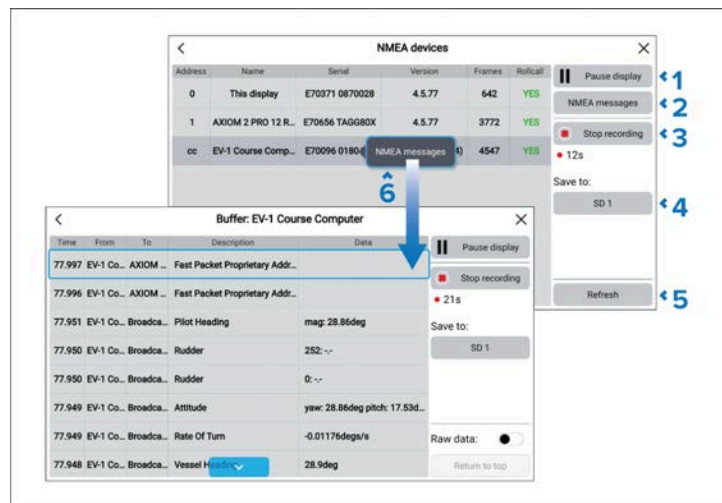 NMEA devices
Address Name Serial Version Frames Rollcall
0 This display E70371 0870028 4.5.77 642 YES
1 AXIOM 2 PRO 12 R... E70656 TAGG80X 4.5.77 3772 YES
cc EV-1 Course Comp... E70096 0180 NMEA messages 4) 4547 YES
Pause display
NMEA messages
Stop recording
12s
Save to:
SD 1
Refresh
1
2
3
4
5
6
Buffer: EV-1 Course Computer
Time From To Description Data
77.997 EV-1 Co... AXIOM ... Fast Packet Proprietary Addr...
77.996 EV-1 Co... AXIOM ... Fast Packet Proprietary Addr...
77.951 EV-1 Co... Broadca... Pilot Heading mag: 28.86deg
77.950 EV-1 Co... Broadca... Rudder 252: -.-
77.950 EV-1 Co... Broadca... Rudder 0: -.-
77.949 EV-1 Co... Broadca... Attitude yaw: 28.86deg pitch: 17.53d...
77.949 EV-1 Co... Broadca... Rate Of Turn -0.01176degs/s
77.948 EV-1 Co... Broadca... Vessel Heading 28.9deg
Pause display
Stop recording
21s
Save to:
SD 1
Raw data:
Return to top